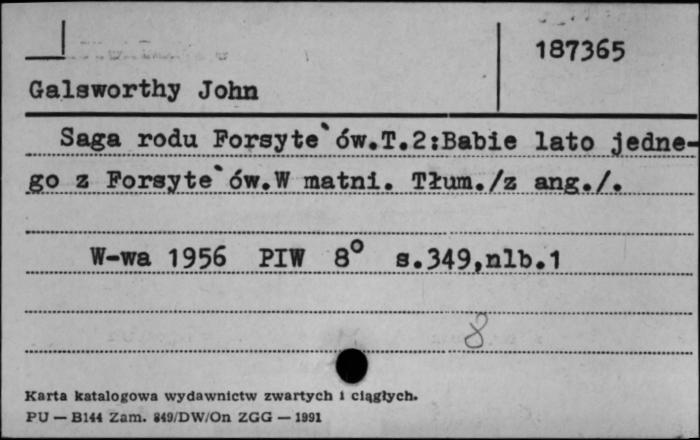 187365
Galsworthy John
Saga rodu Forsyte`ów.T.2:Babie lato jedne-
go z Forsyte`ów.W matni. Tłum./z ang./.
W-wa 1956 PIW 8° s.349,nlb.1
8
Karta katalogowa wydawnictw zwartych i ciągłych.
PU — B144 Zam. 849/DW/On ZGG — 1991